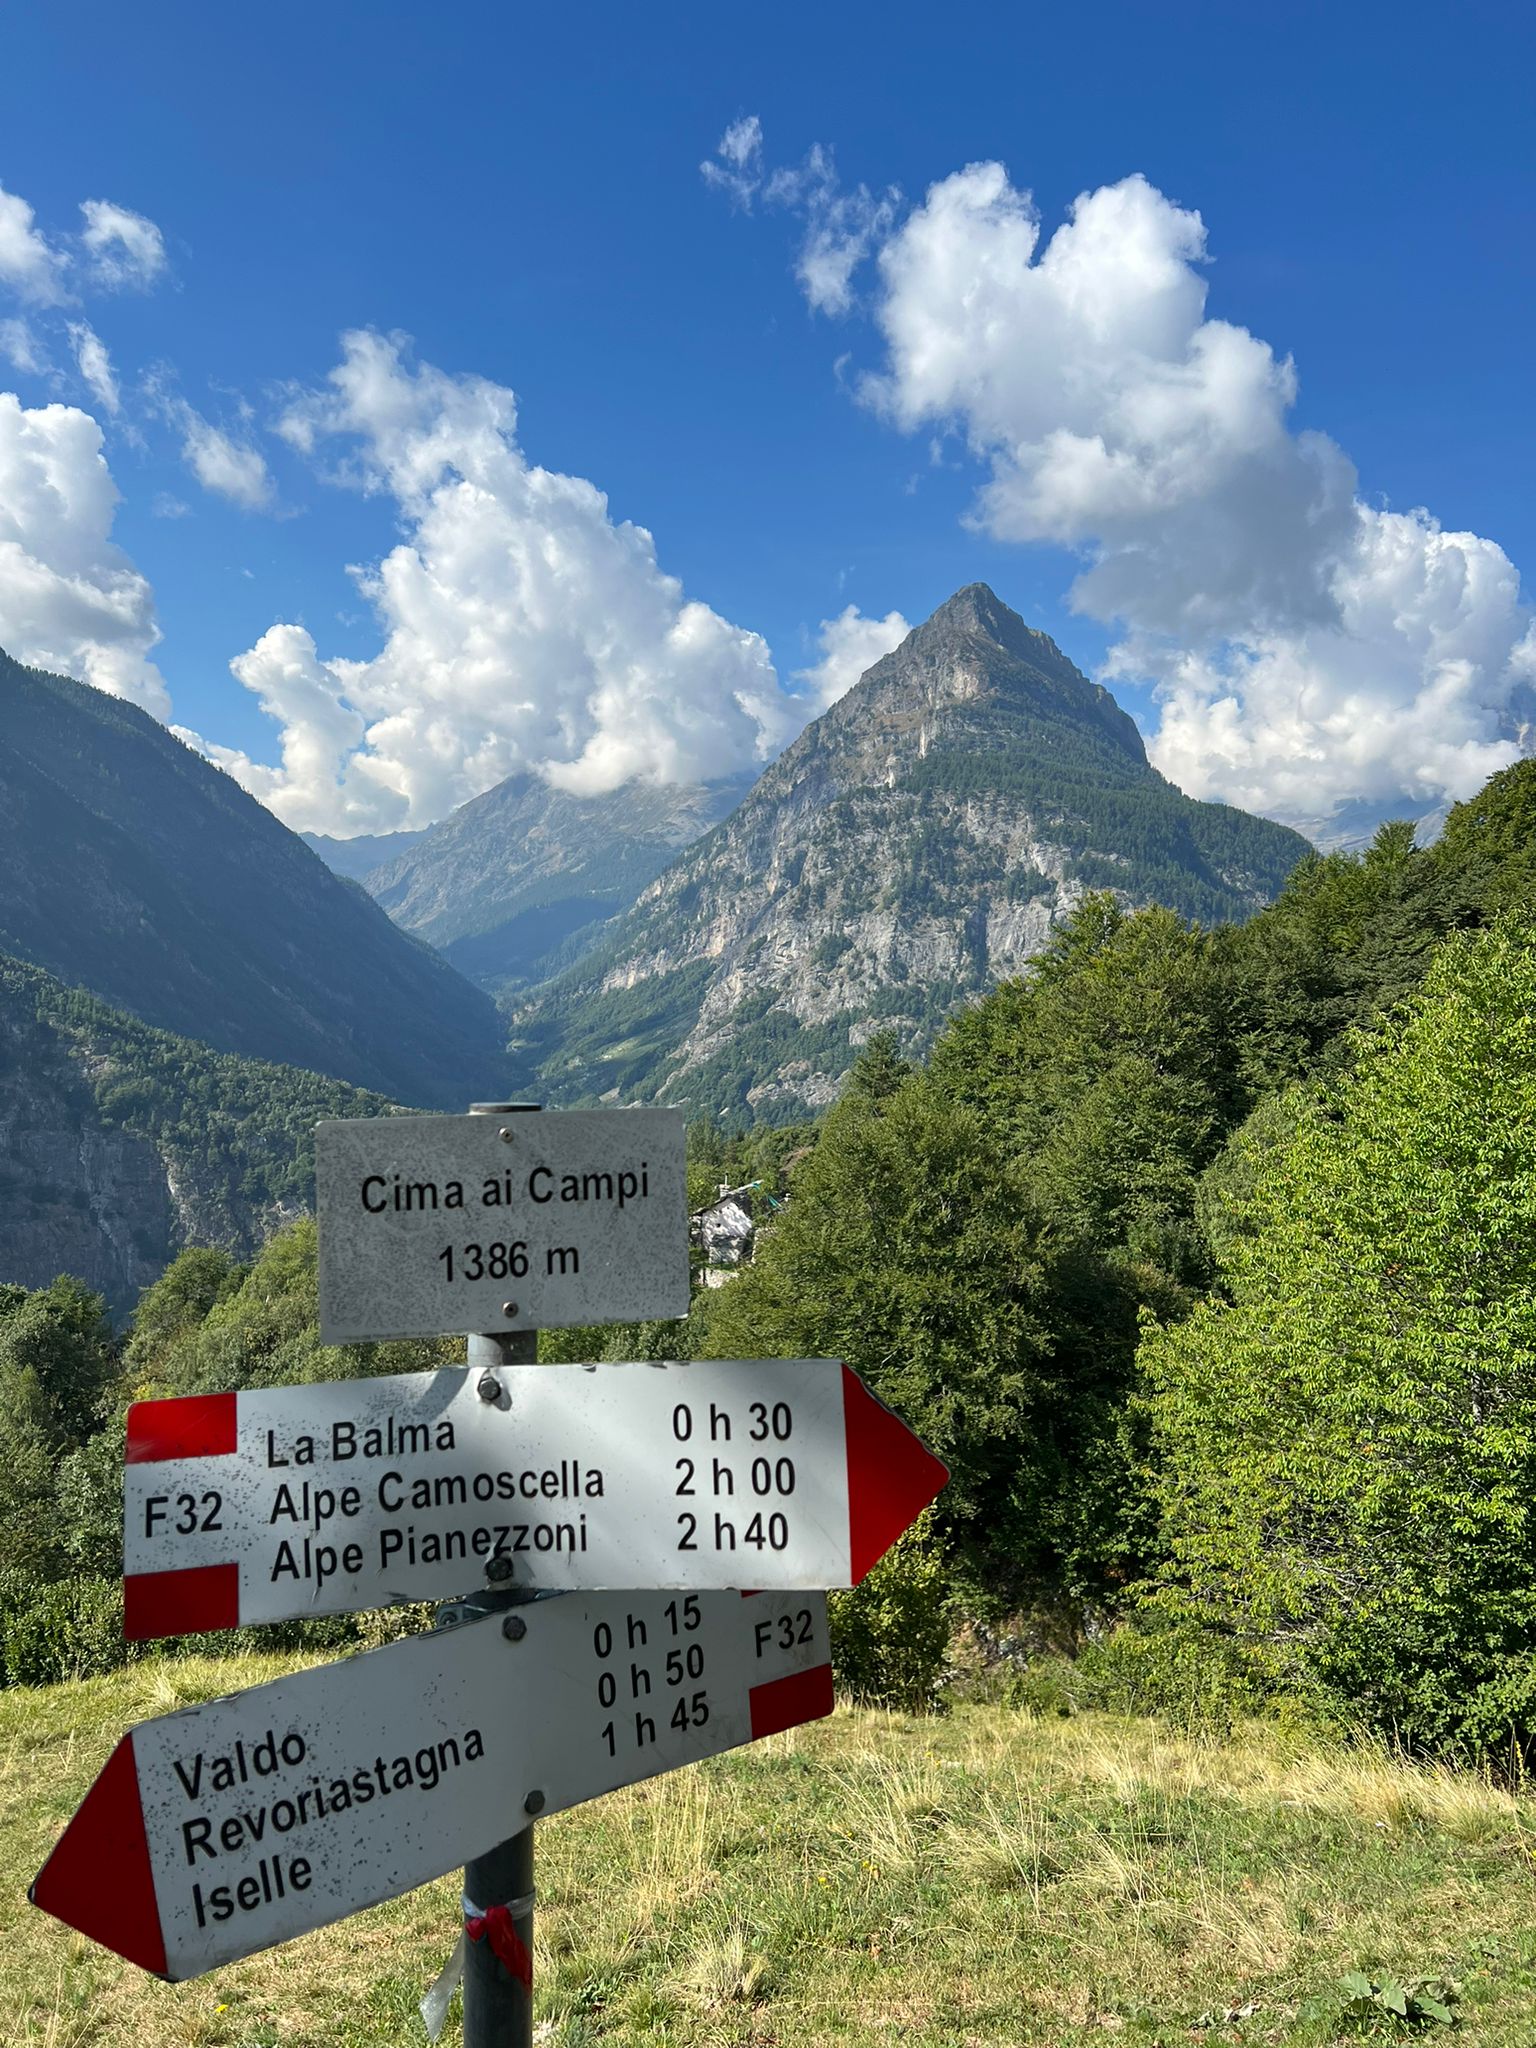 Cima ai Campi
1386 m
La Balma 0 h 30
F32 Alpe Camoscella 2 h 00
Alpe Pianezzoni 2 h 40
Valdo 0 h 15 F32
Revoriastagna 0 h 50
Iselle 1 h 45